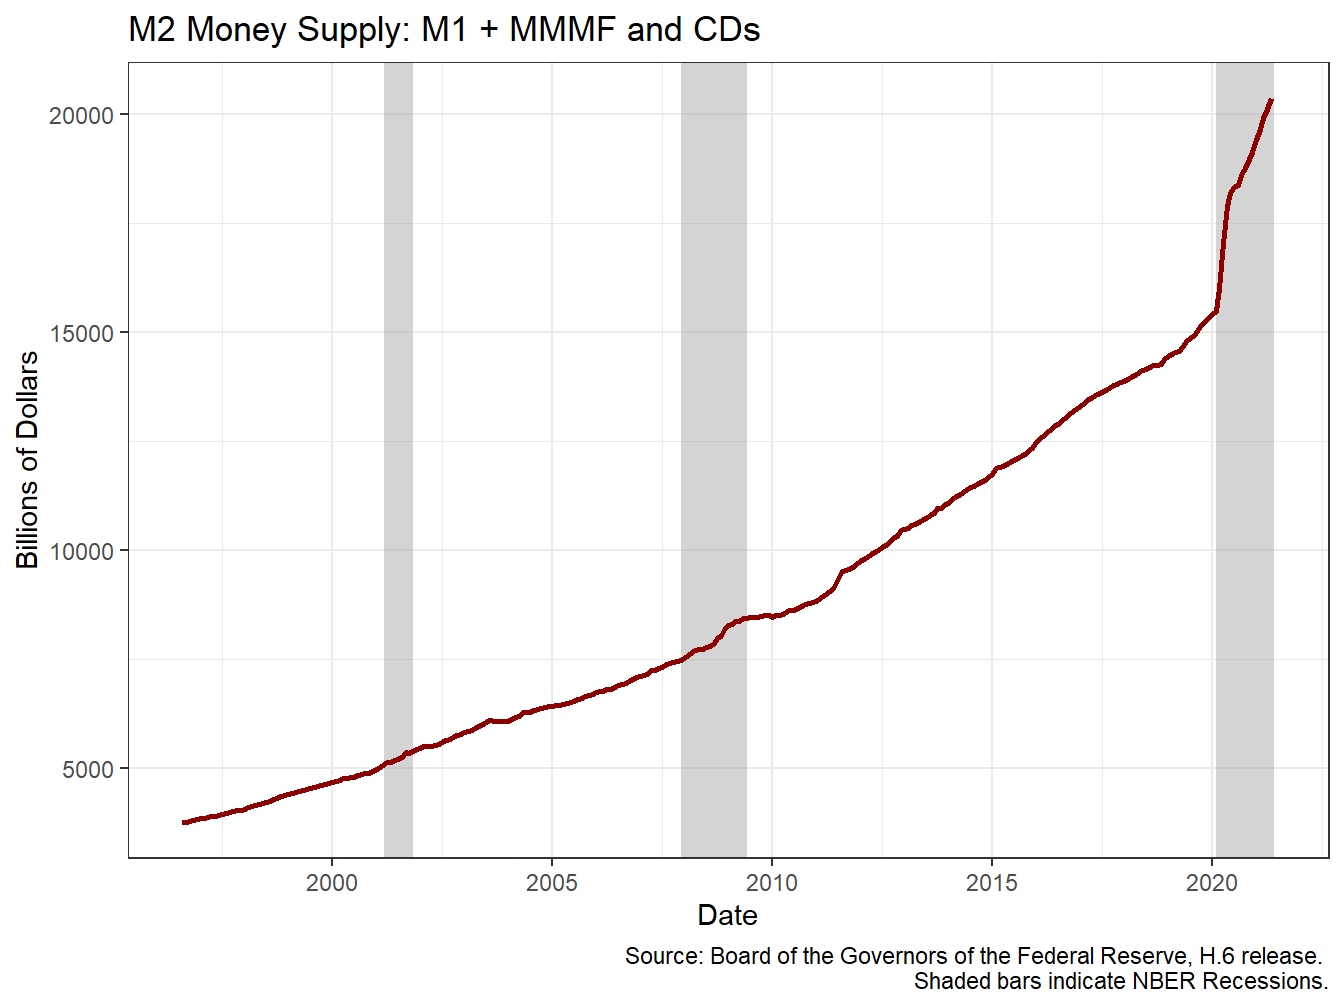 M2 Money Supply: M1 + MMMF and CDs
20000
15000
10000
5000
Billions of Dollars
2000 2005 2010 2015 2020
Date
Source: Board of the Governors of the Federal Reserve, H.6 release.
Shaded bars indicate NBER Recessions.